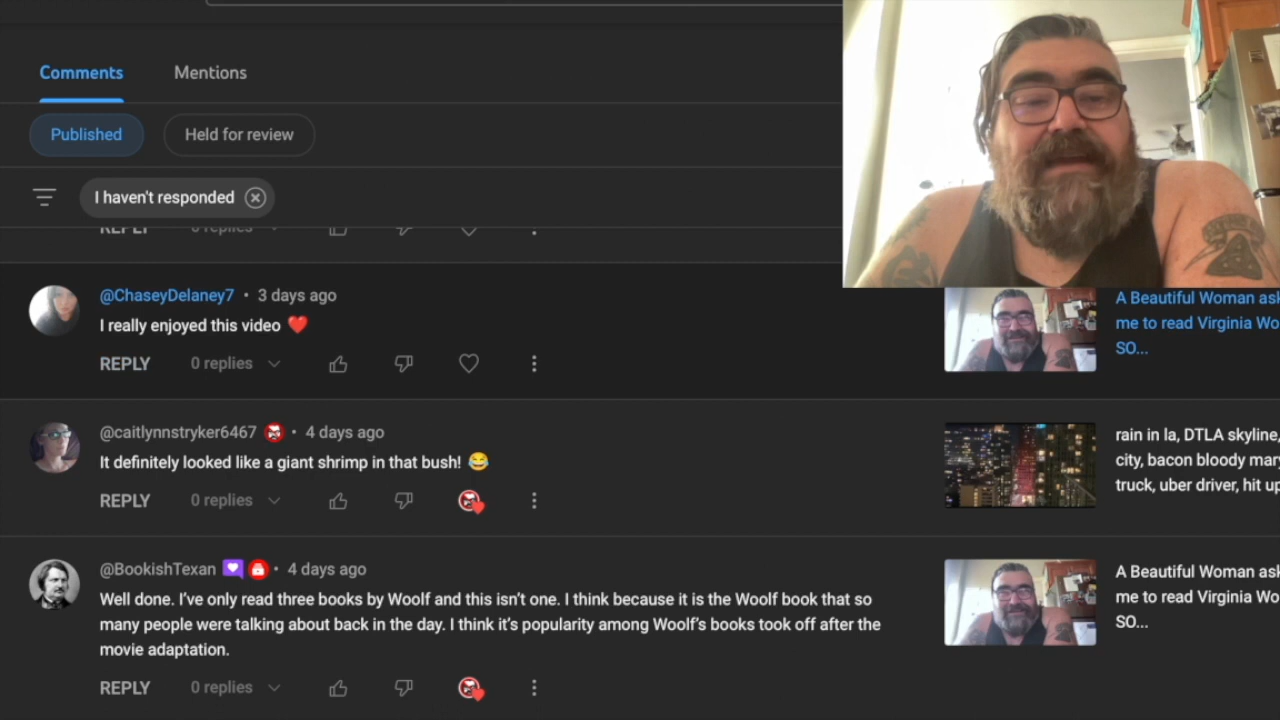 Comments
Mentions
Published
Held for review
I haven't responded
REPLY
0 replies
@ChaseyDelaney7 • 3 days ago
I really enjoyed this video ❤️
REPLY
0 replies
A Beautiful Woman ask
me to read Virginia Wo
SO...
@caitlynnstryker6467 • 4 days ago
It definitely looked like a giant shrimp in that bush! 😂
REPLY
0 replies
rain in la, DTLA skyline,
city, bacon bloody mary
truck, uber driver, hit up
@BookishTexan • 4 days ago
Well done. I've only read three books by Woolf and this isn't one. I think because it is the Woolf book that so
many people were talking about back in the day. I think it's popularity among Woolf's books took off after the
movie adaptation.
REPLY
0 replies
A Beautiful Woman ask
me to read Virginia Wo
SO...